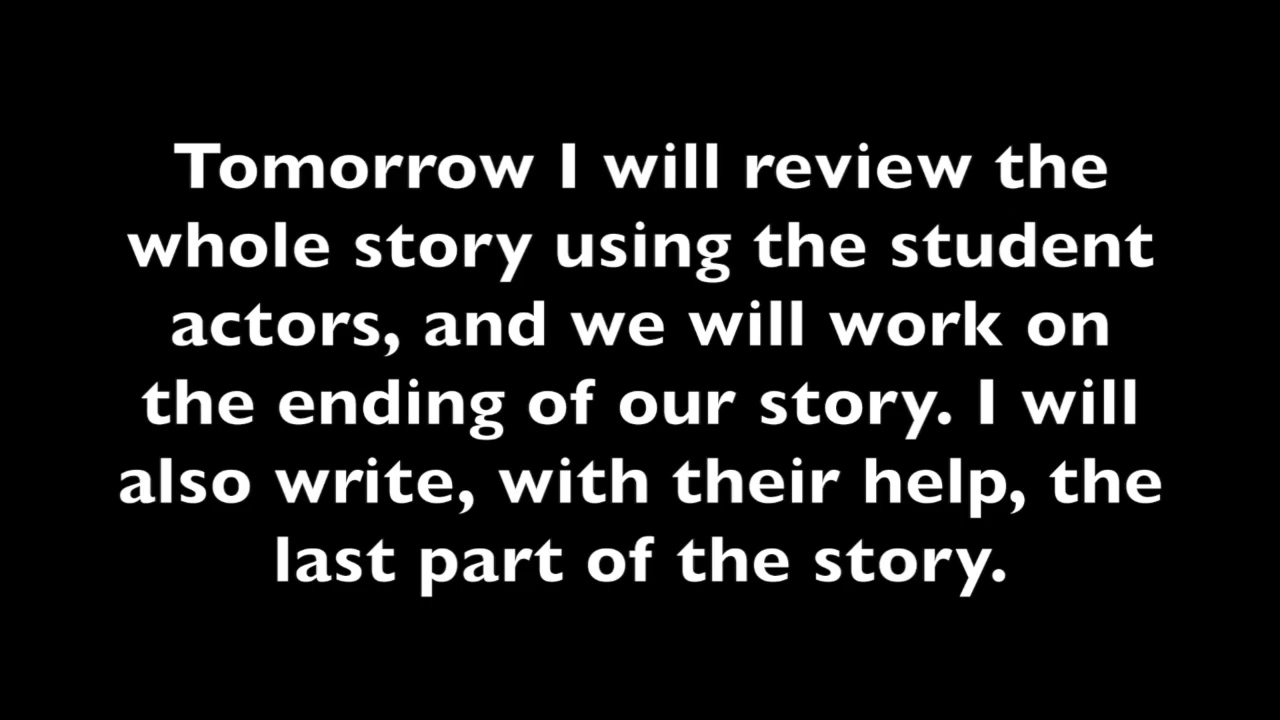 Tomorrow I will review the
whole story using the student
actors, and we will work on
the ending of our story. I will
also write, with their help, the
last part of the story.